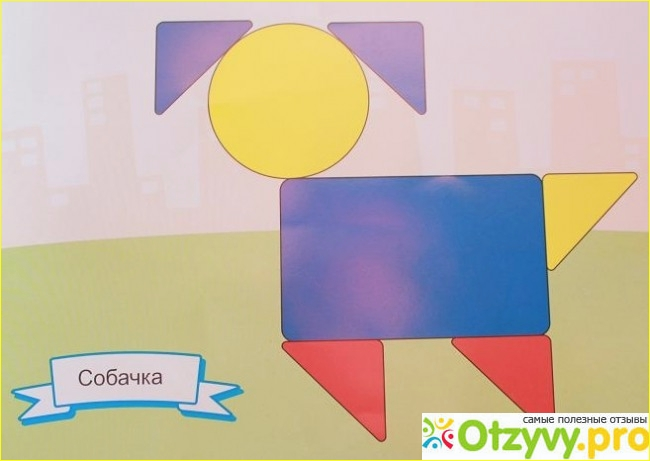 Собачка
самые полезные отзывы
Otzyvy.pro